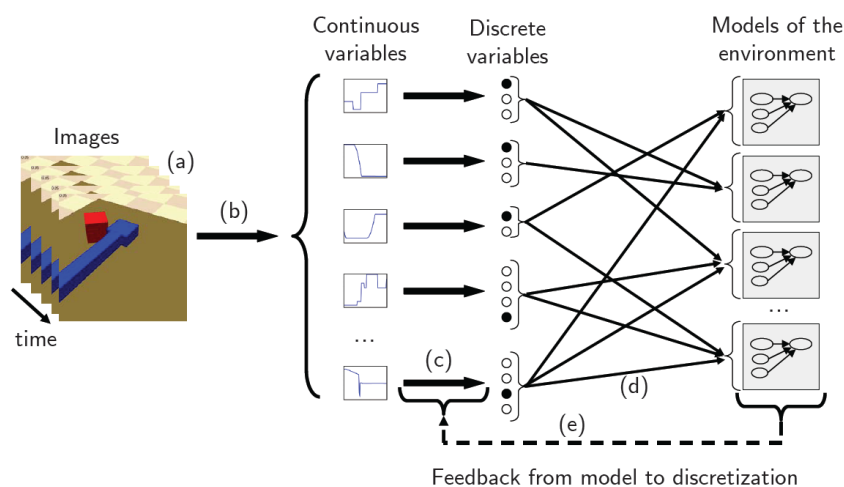 Continuous
variables
Discrete
variables
Models of the
environment
Images
(a)
(b)
time
...
...
(c)
(d)
(e)
Feedback from model to discretization